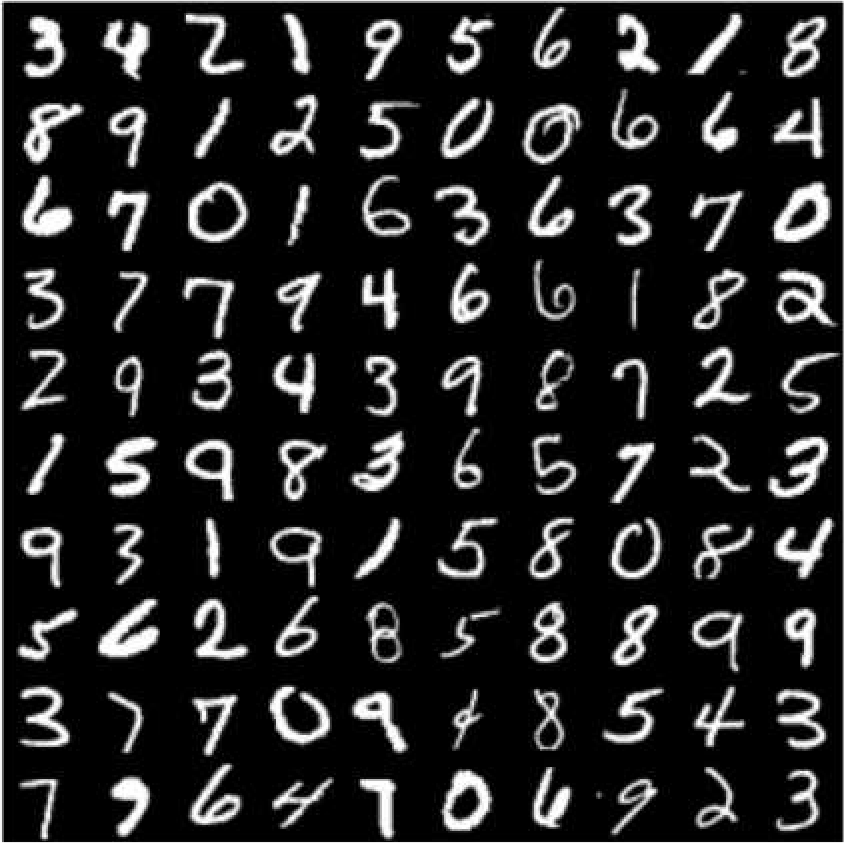 3 4 2 1 9 5 6 2 1 8
8 9 1 2 5 0 0 6 6 4
6 7 0 1 6 3 6 3 7 0
3 7 7 9 4 6 6 1 8 2
2 9 3 4 3 9 8 7 2 5
1 5 9 8 3 6 5 7 2 3
9 3 1 9 1 5 8 0 8 4
5 6 2 6 8 5 8 8 9 9
3 7 7 0 9 4 8 5 4 3
7 9 6 4 7 0 6 9 2 3